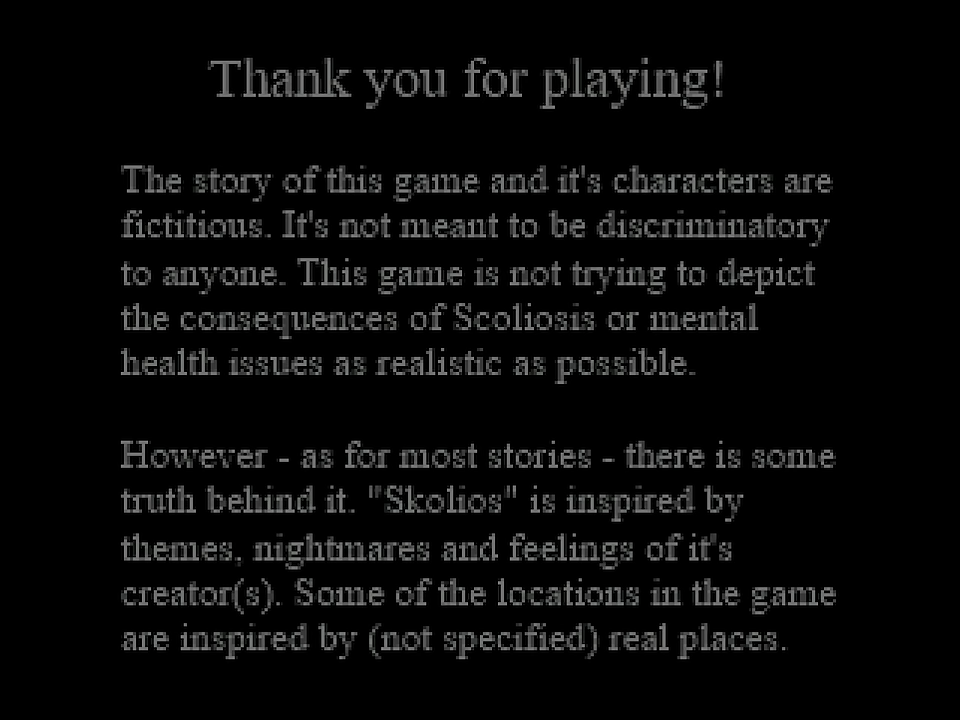 Thank you for playing!
The story of this game and it's characters are
fictitious. It's not meant to be discriminatory
to anyone. This game is not trying to depict
the consequences of Scoliosis or mental
health issues as realistic as possible.
However - as for most stories - there is some
truth behind it. "Skolios" is inspired by
themes, nightmares and feelings of it's
creator(s). Some of the locations in the game
are inspired by (not specified) real places.